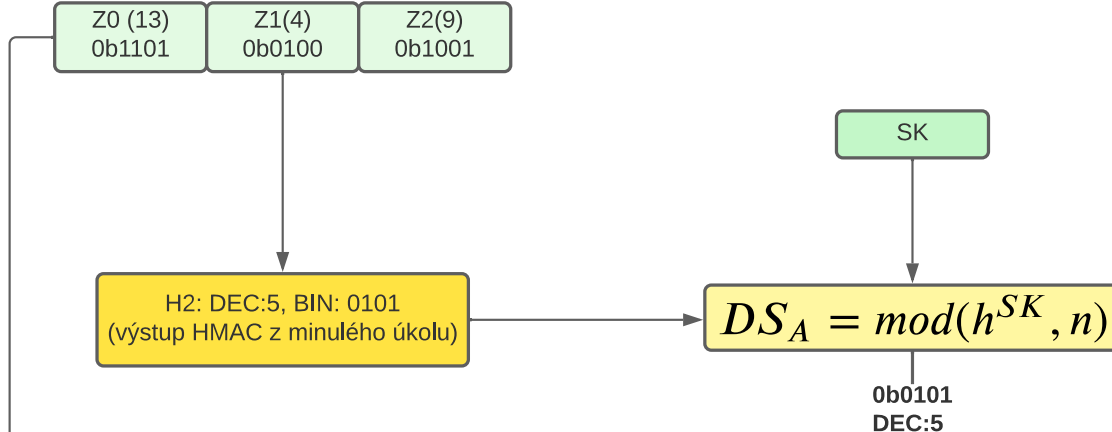 Z0 (13)
0b1101
Z1(4)
0b0100
Z2(9)
0b1001
SK
H2: DEC:5, BIN: 0101
(výstup HMAC z minulého úkolu)
DS_A = mod(h^{SK}, n)
0b0101
DEC:5